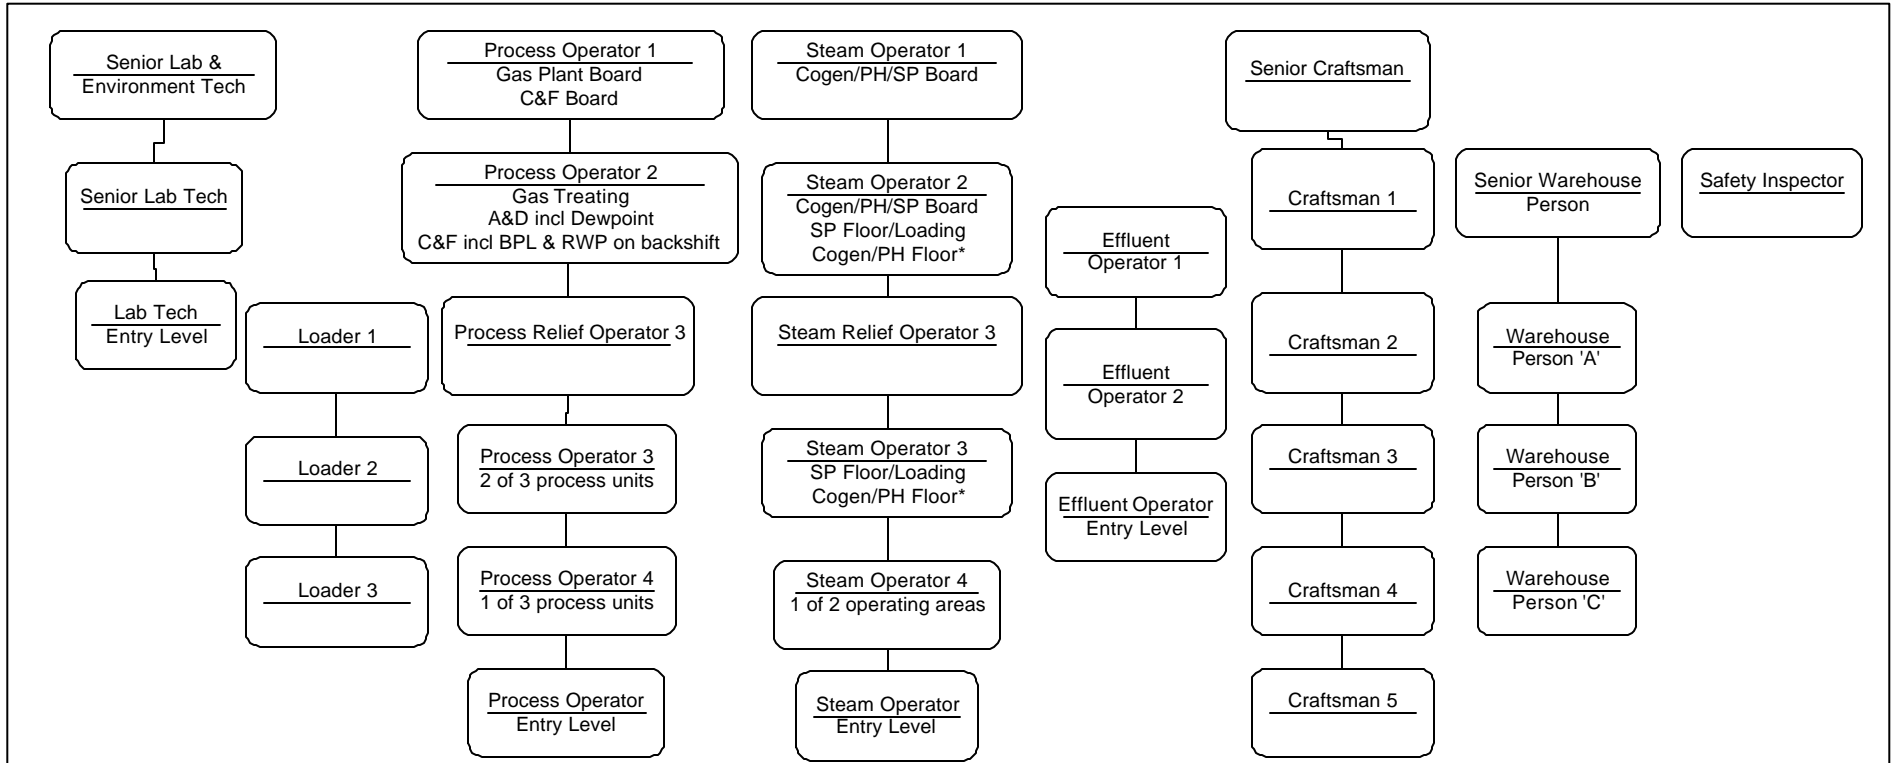 Senior Lab &
Environment Tech
Senior Lab Tech
Lab Tech
Entry Level
Loader 1
Loader 2
Loader 3
Process Operator 1
Gas Plant Board
C&F Board
Process Operator 2
Gas Treating
A&D incl Dewpoint
C&F incl BPL & RWP on backshift
Process Relief Operator 3
Process Operator 3
2 of 3 process units
Process Operator 4
1 of 3 process units
Process Operator
Entry Level
Steam Operator 1
Cogen/PH/SP Board
Steam Operator 2
Cogen/PH/SP Board
SP Floor/Loading
Cogen/PH Floor*
Steam Relief Operator 3
Steam Operator 3
SP Floor/Loading
Cogen/PH Floor*
Steam Operator 4
1 of 2 operating areas
Steam Operator
Entry Level
Effluent
Operator 1
Effluent
Operator 2
Effluent Operator
Entry Level
Senior Craftsman
Craftsman 1
Craftsman 2
Craftsman 3
Craftsman 4
Craftsman 5
Senior Warehouse
Person
Warehouse
Person 'A'
Warehouse
Person 'B'
Warehouse
Person 'C'
Safety Inspector